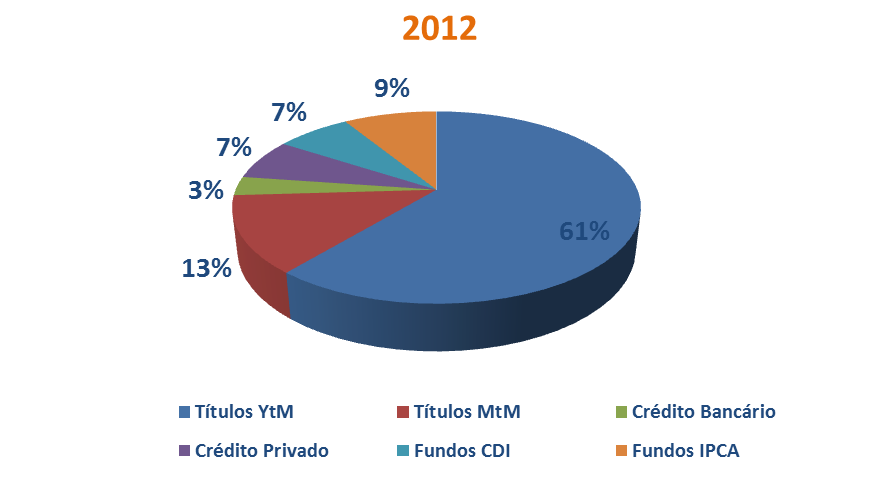 2012
9%
7%
7%
3%
61%
13%
Títulos YtM
Títulos MtM
Crédito Bancário
Crédito Privado
Fundos CDI
Fundos IPCA